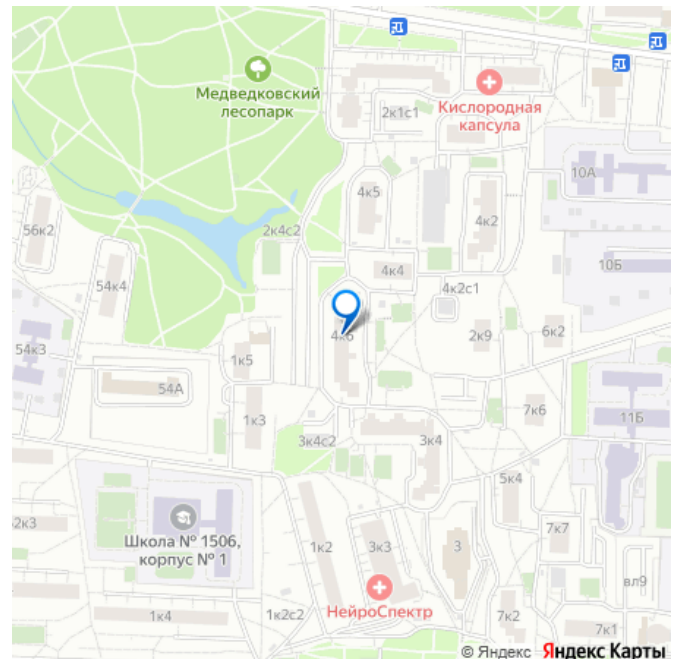 Медведковский
лесопарк
Кислородная
капсула
2к1с1
10А
4к5
4к2
56к2
2к4с2
10Б
4к4
54к4
4к2с1
4к6
6к2
2к9
54к3
1к5
54А
7к6
11Б
1к3
3к4с2
3к4
5к4
Школа № 1506,
корпус № 1
2к3
1к2
3к3
3
7к7
вл9
НейроСпектр
1к4
1к2с2
7к2
7к1
© Яндекс Яндекс Карты